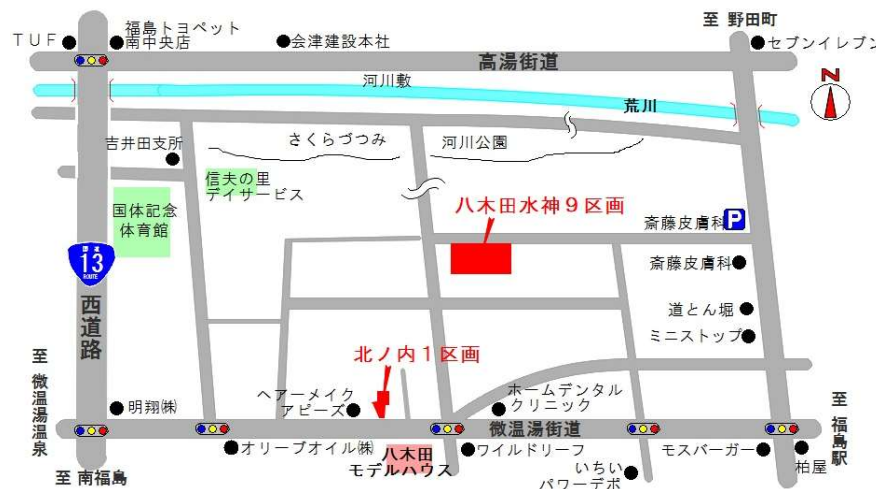 至 野田町
福島トヨペット
南中央店
ＴＵＦ
会津建設本社
セブンイレブン
高湯街道
河川敷
荒川
N
さくらづつみ
河川公園
吉井田支所
信夫の里
デイサービス
国体記念
体育館
八木田水神９区画
斎藤皮膚科
P
斎藤皮膚科
国道
13
ROUTE
西道路
道とん堀
ミニストップ
北ノ内１区画
至 微温湯温泉
明翔㈱
ヘアーメイク
アビーズ
ホームデンタル
クリニック
至 福島駅
微温湯街道
オリーブオイル㈱
八木田
モデルハウス
ワイルドリーフ
モスバーガー
柏屋
いちい
パワーデポ
至 南福島